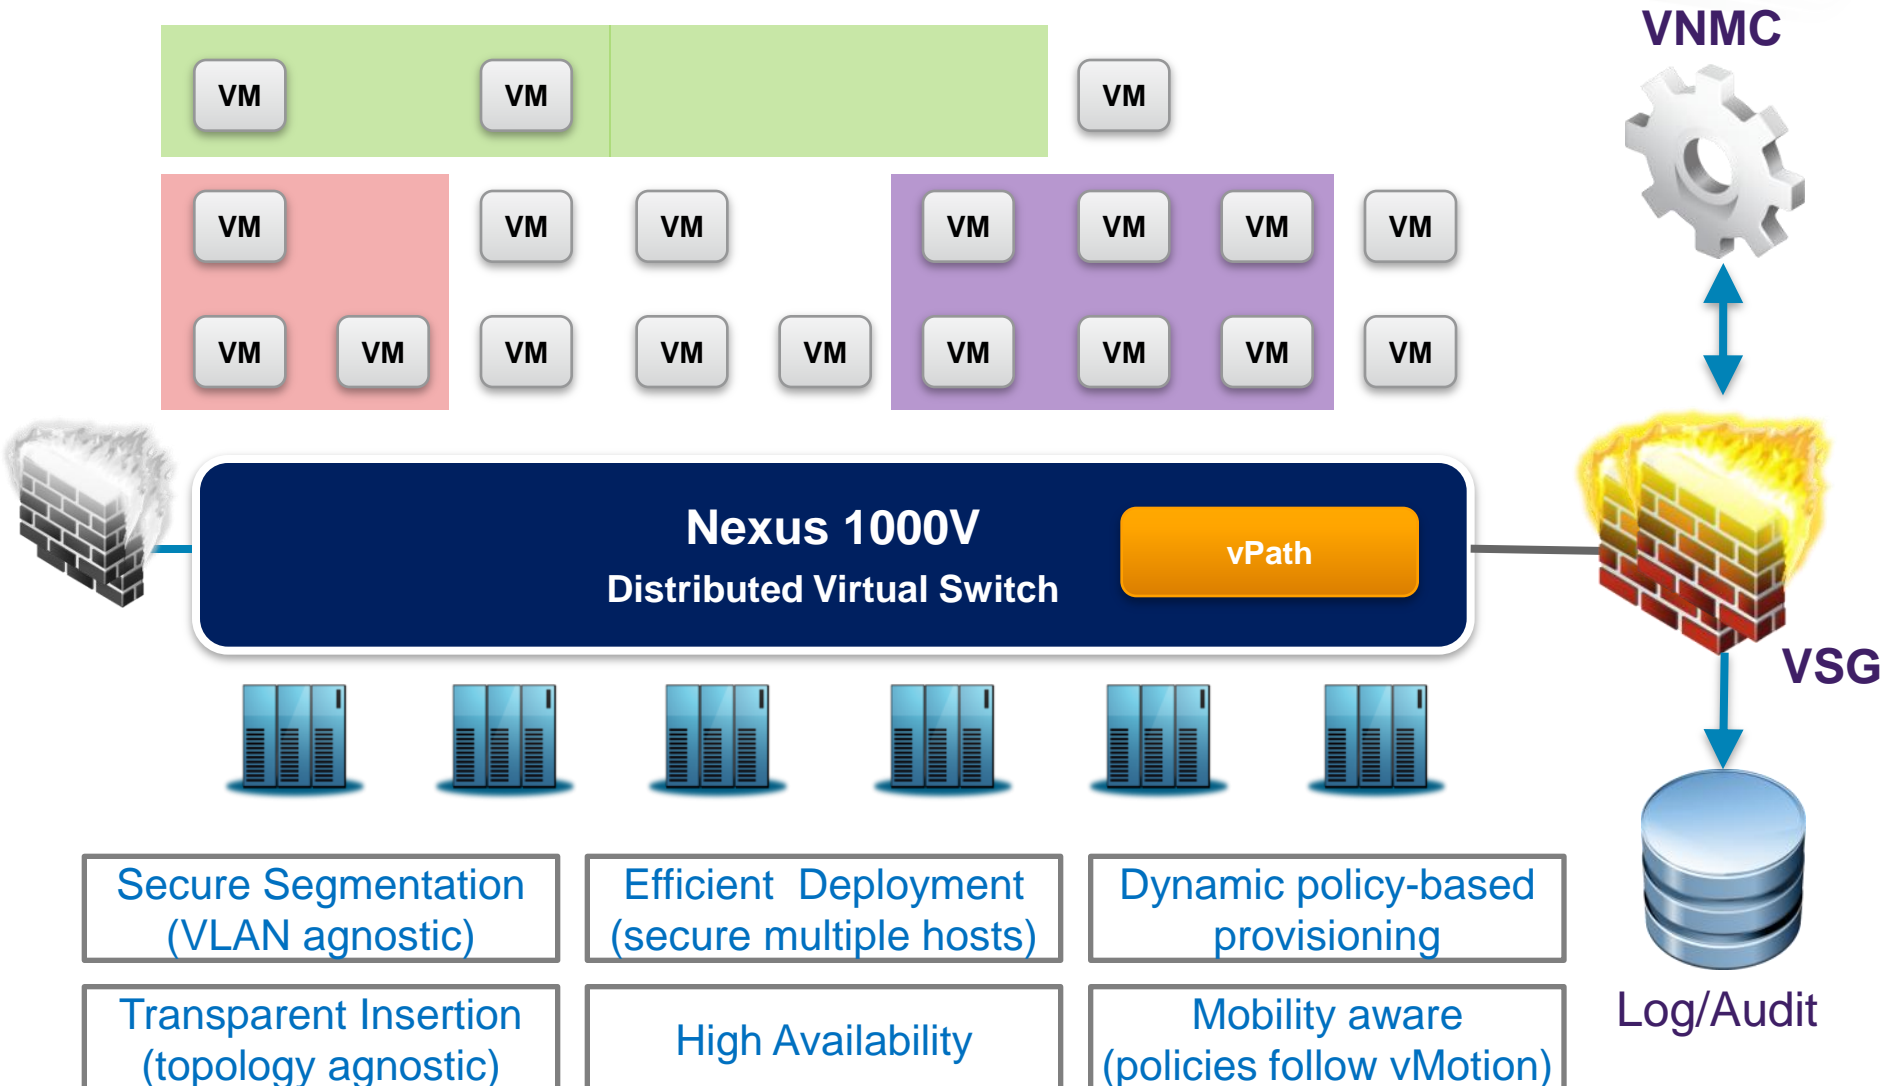 VNMC
VM VM VM
VM VM VM VM VM VM VM
VM VM VM VM VM VM VM VM VM
Nexus 1000V
Distributed Virtual Switch
vPath
VSG
Secure Segmentation
(VLAN agnostic)
Efficient Deployment
(secure multiple hosts)
Dynamic policy-based
provisioning
Transparent Insertion
(topology agnostic)
High Availability
Mobility aware
(policies follow vMotion)
Log/Audit